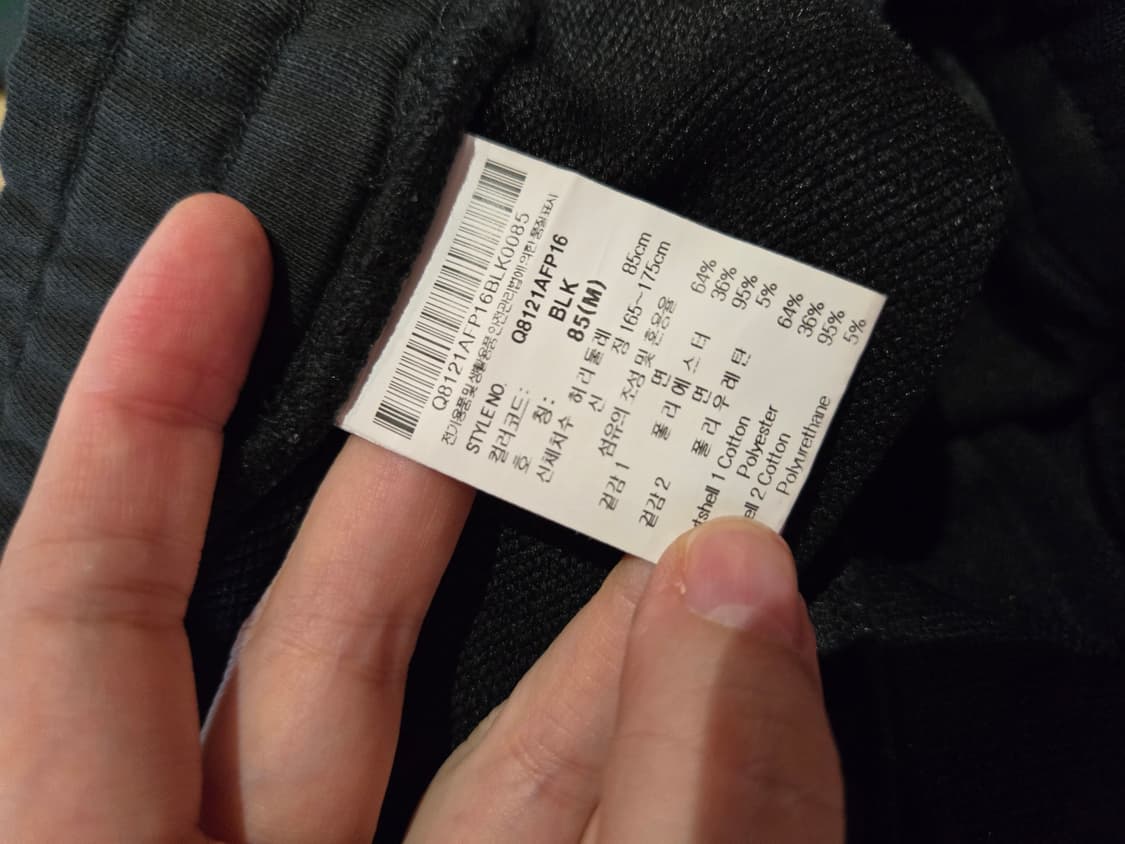 Q8121AFP16BLK0085
전기용품및생활용품안전관리법에 의한 품질표시
STYLE NO. Q8121AFP16
컬러코드: BLK
호 칭: 85(M)
신체치수 허리둘레 85cm
신 장 165~175cm
섬유의 조성 및 혼용율
겉감 1 면 64%
폴리에스터 36%
겉감 2 면 95%
폴리우레탄 5%
tshell 1 Cotton 64%
Polyester 36%
ell 2 Cotton 95%
Polyurethane 5%